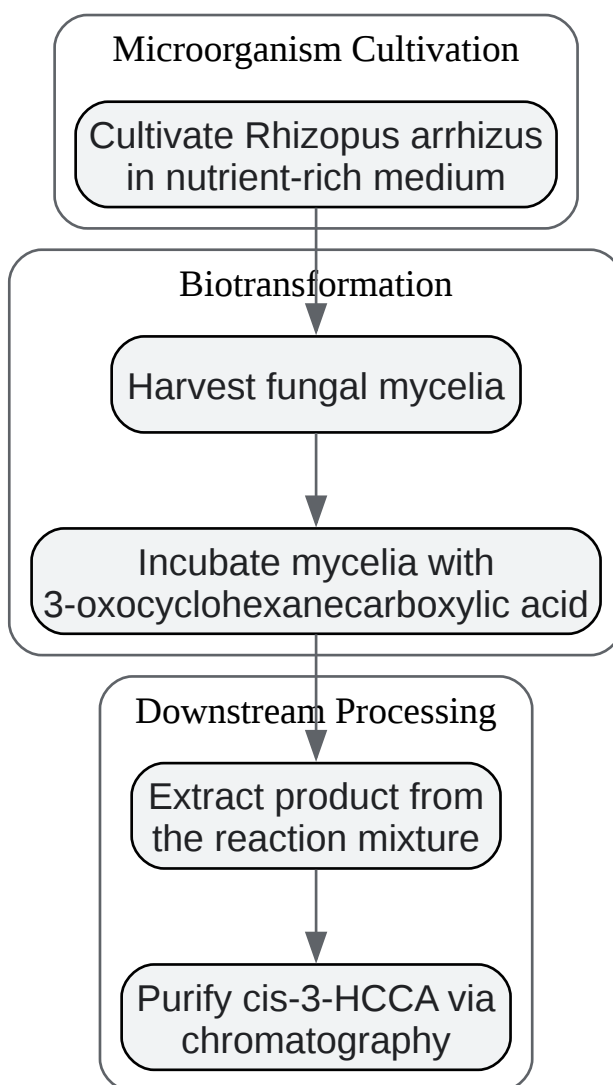 Microorganism Cultivation
Cultivate Rhizopus arrhizus
in nutrient-rich medium
Biotransformation
Harvest fungal mycelia
Incubate mycelia with
3-oxocyclohexanecarboxylic acid
Downstream Processing
Extract product from
the reaction mixture
Purify cis-3-HCCA via
chromatography